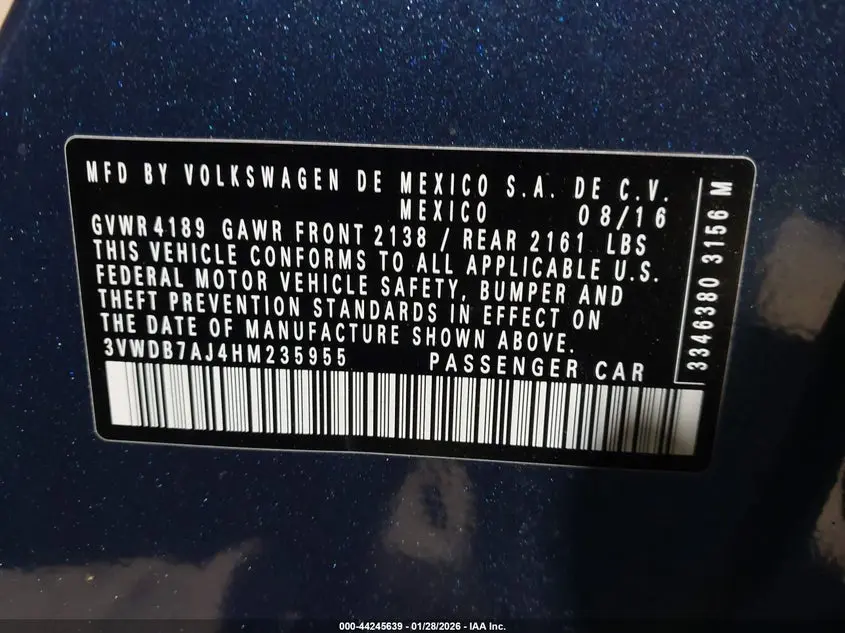 MFD BY VOLKSWAGEN DE MEXICO S.A. DE C.V.
MEXICO 08/16
GVWR 4189 GAWR FRONT 2138 / REAR 2161 LBS
THIS VEHICLE CONFORMS TO ALL APPLICABLE U.S.
FEDERAL MOTOR VEHICLE SAFETY, BUMPER AND
THEFT PREVENTION STANDARDS IN EFFECT ON
THE DATE OF MANUFACTURE SHOWN ABOVE.
3VWDB7AJ4HM235955 PASSENGER CAR
3346380 3156 M
000-44245639 - 01/28/2026 - IAA Inc.